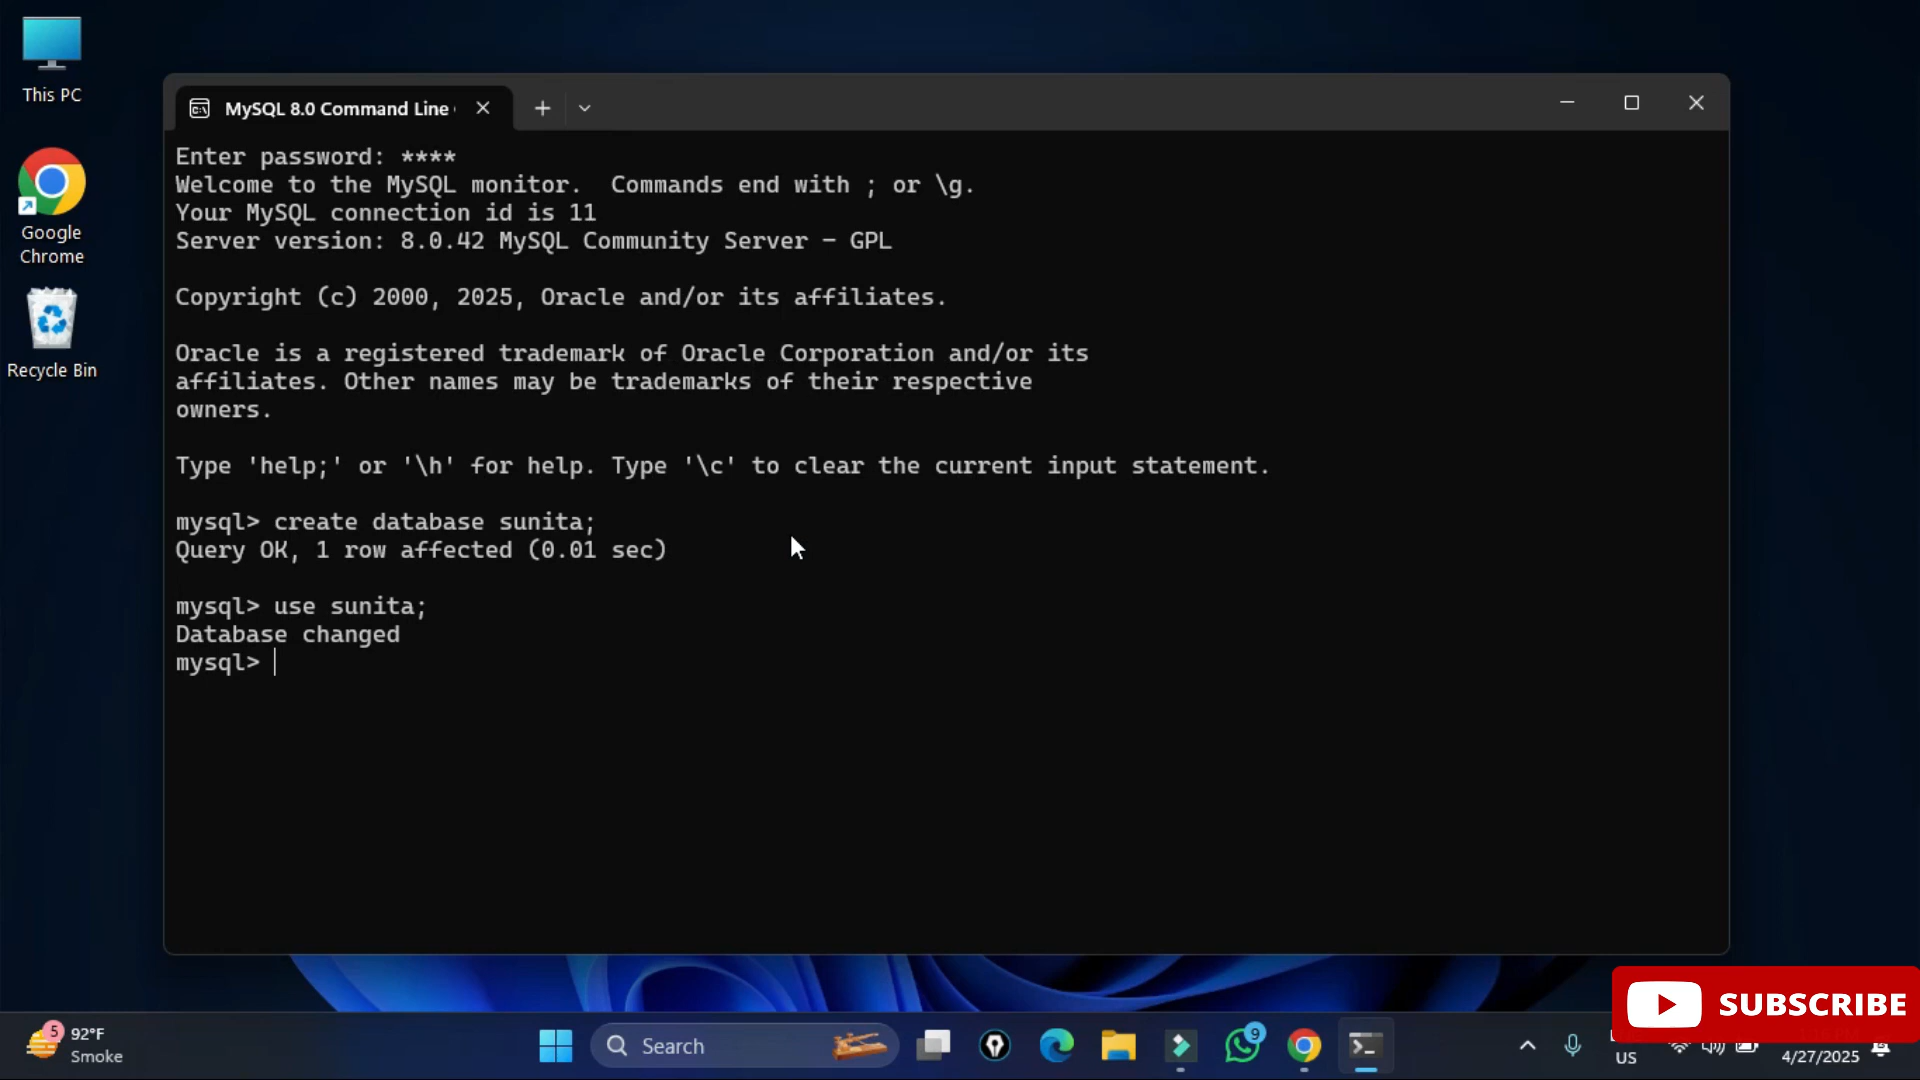 This PC
Google
Chrome
Recycle Bin
MySQL 8.0 Command Line
Enter password: ****
Welcome to the MySQL monitor.  Commands end with ; or \g.
Your MySQL connection id is 11
Server version: 8.0.42 MySQL Community Server - GPL
Copyright (c) 2000, 2025, Oracle and/or its affiliates.
Oracle is a registered trademark of Oracle Corporation and/or its
affiliates. Other names may be trademarks of their respective
owners.
Type 'help;' or '\h' for help. Type '\c' to clear the current input statement.
mysql> create database sunita;
Query OK, 1 row affected (0.01 sec)
mysql> use sunita;
Database changed
mysql>
SUBSCRIBE
5
92°F
Smoke
Search
9
US
4/27/2025